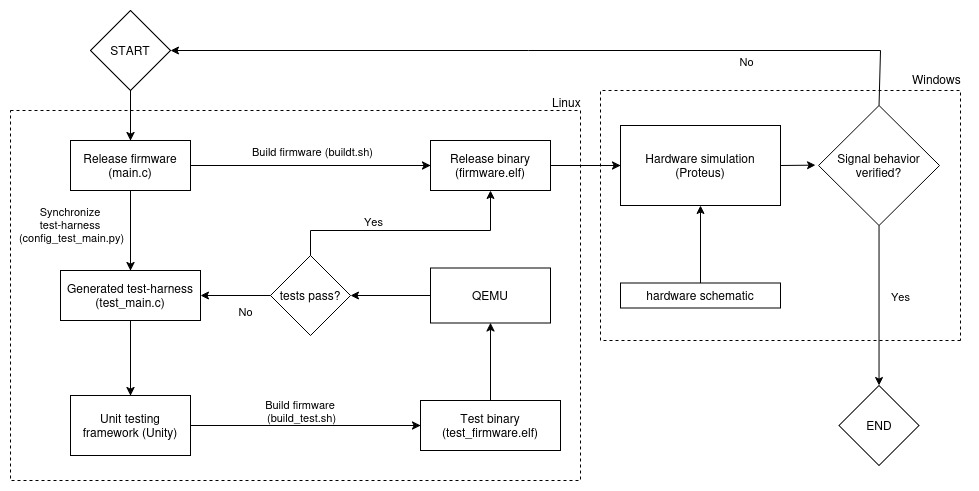 START
No
Windows
Linux
Release firmware
(main.c)
Build firmware (buildt.sh)
Release binary
(firmware.elf)
Hardware simulation
(Proteus)
Signal behavior
verified?
Synchronize
test-harness
(config_test_main.py)
Yes
Generated test-harness
(test_main.c)
No
tests pass?
QEMU
hardware schematic
Yes
Unit testing
framework (Unity)
Build firmware
(build_test.sh)
Test binary
(test_firmware.elf)
END